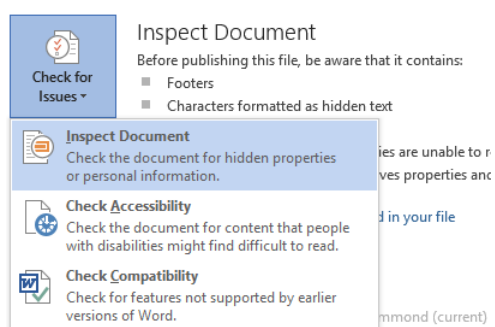 Inspect Document
Before publishing this file, be aware that it contains:
Footers
Characters formatted as hidden text
Check for
Issues
Inspect Document
Check the document for hidden properties
or personal information.
ies are unable to
ves properties and
Check Accessibility
Check the document for content that people
with disabilities might find difficult to read.
d in your file
Check Compatibility
Check for features not supported by earlier
versions of Word.
mmond (current)